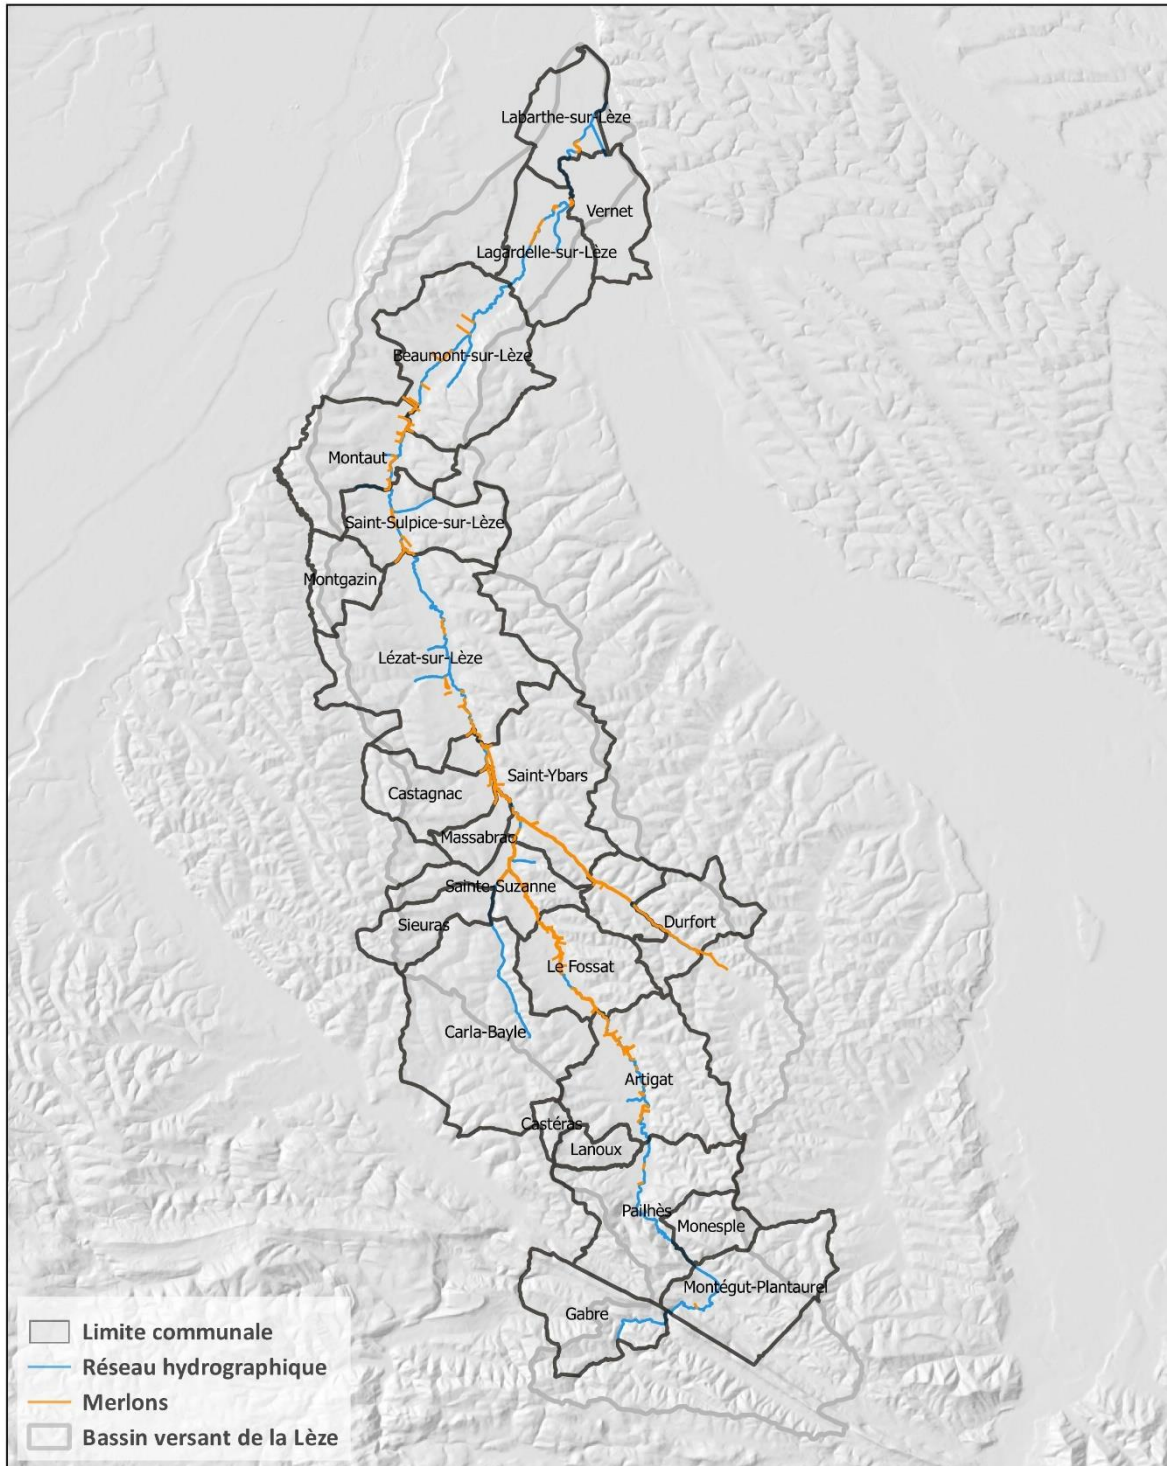 Labarthe-sur-Lèze
Vernet
Lagardelle-sur-Lèze
Beaumont-sur-Lèze
Montaut
Saint-Sulpice-sur-Lèze
Montgazin
Lézat-sur-Lèze
Saint-Ybars
Castagnac
Massabrac
Sainte-Suzanne
Durfort
Sieuras
Le Fossat
Carla-Bayle
Artigat
Castéras
Lanoux
Pailhès
Monesple
Montégut-Plantaurel
Gabre
Limite communale
Réseau hydrographique
Merlons
Bassin versant de la Lèze